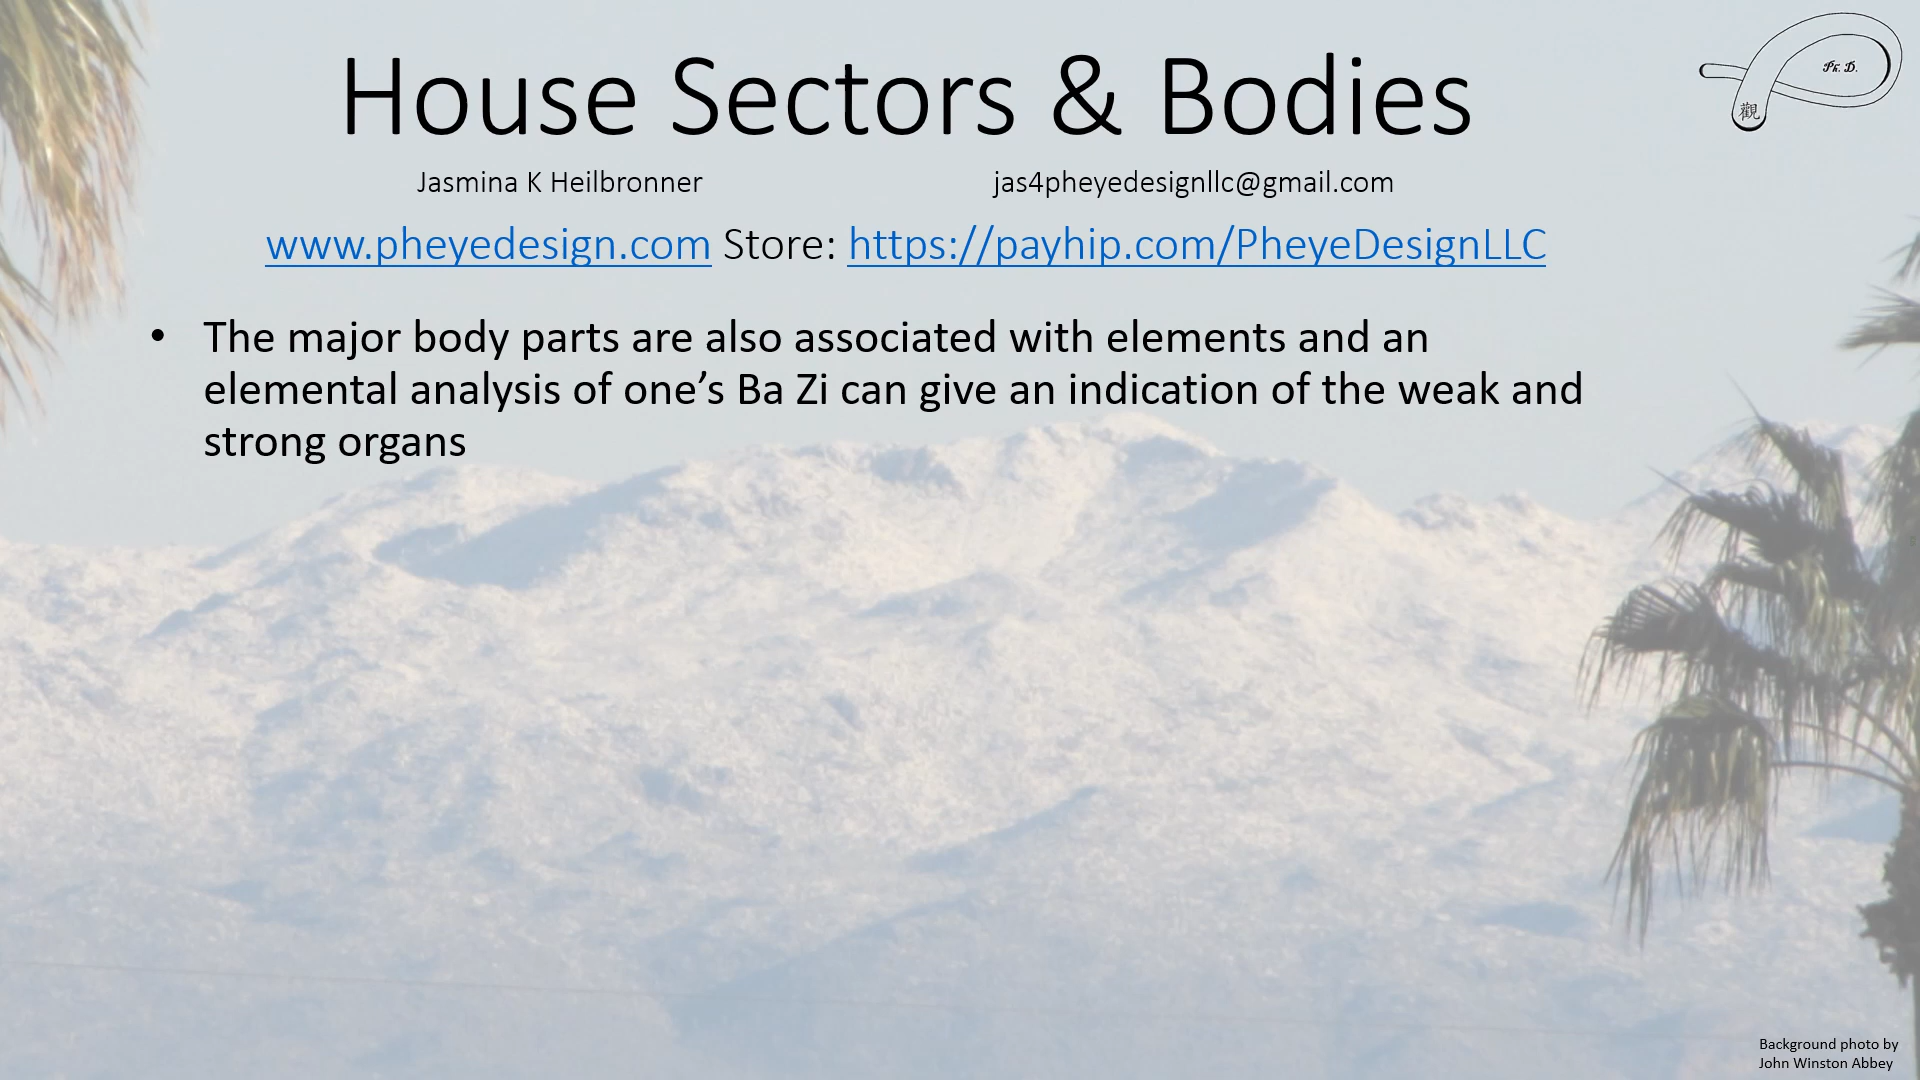 House Sectors & Bodies
Ph. D.
觀
Jasmina K Heilbronner jas4pheyedesignllc@gmail.com
www.pheyedesign.com Store: https://payhip.com/PheyeDesignLLC
• The major body parts are also associated with elements and an
elemental analysis of one’s Ba Zi can give an indication of the weak and
strong organs
Background photo by
John Winston Abbey